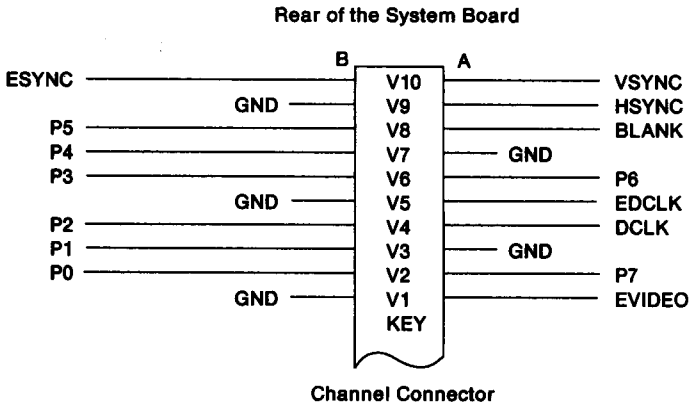 Rear of the System Board
B A
ESYNC V10 VSYNC
GND V9 HSYNC
P5 V8 BLANK
P4 V7 GND
P3 V6 P6
GND V5 EDCLK
P2 V4 DCLK
P1 V3 GND
P0 V2 P7
GND V1 EVIDEO
KEY
Channel Connector